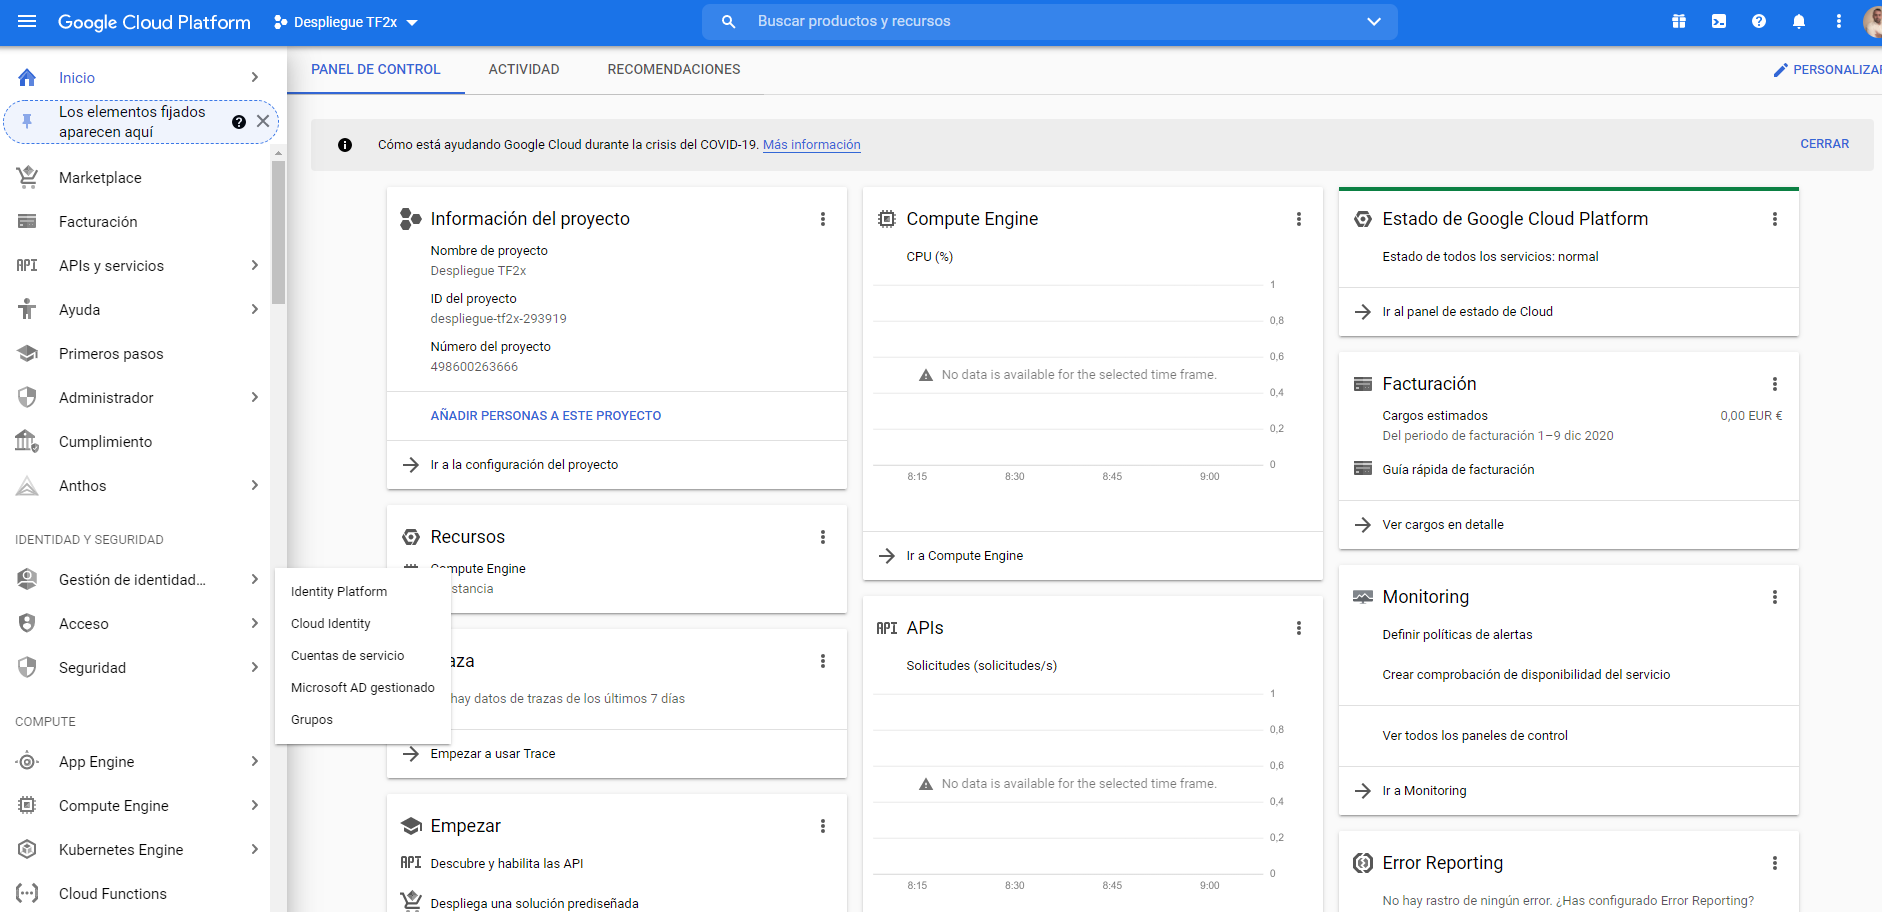 Google Cloud Platform
Despliegue TF2x
Buscar productos y recursos
Inicio
Los elementos fijados
aparecen aquí
Marketplace
Facturación
API APIs y servicios
Ayuda
Primeros pasos
Administrador
Cumplimiento
Anthos
IDENTIDAD Y SEGURIDAD
Gestión de identidad...
Acceso
Seguridad
COMPUTE
App Engine
Compute Engine
Kubernetes Engine
Cloud Functions
Identity Platform
Cloud Identity
Cuentas de servicio
Microsoft AD gestionado
Grupos
PANEL DE CONTROL
ACTIVIDAD
RECOMENDACIONES
PERSONALIZAR
Cómo está ayudando Google Cloud durante la crisis del COVID-19. Más información
CERRAR
Información del proyecto
Nombre de proyecto
Despliegue TF2x
ID del proyecto
despliegue-tf2x-293919
Número del proyecto
498600263666
AÑADIR PERSONAS A ESTE PROYECTO
Ir a la configuración del proyecto
Recursos
Compute Engine
stancia
aza
hay datos de trazas de los últimos 7 días
Empezar a usar Trace
Empezar
API Descubre y habilita las API
Despliega una solución prediseñada
Compute Engine
CPU (%)
1
0,8
0,6
No data is available for the selected time frame.
0,4
0,2
0
8:15 8:30 8:45 9:00
Ir a Compute Engine
API APIs
Solicitudes (solicitudes/s)
1
0,8
0,6
No data is available for the selected time frame.
0,4
0,2
0
8:15 8:30 8:45 9:00
Estado de Google Cloud Platform
Estado de todos los servicios: normal
Ir al panel de estado de Cloud
Facturación
Cargos estimados 0,00 EUR €
Del periodo de facturación 1–9 dic 2020
Guía rápida de facturación
Ver cargos en detalle
Monitoring
Definir políticas de alertas
Crear comprobación de disponibilidad del servicio
Ver todos los paneles de control
Ir a Monitoring
Error Reporting
No hay rastro de ningún error. ¿Has configurado Error Reporting?